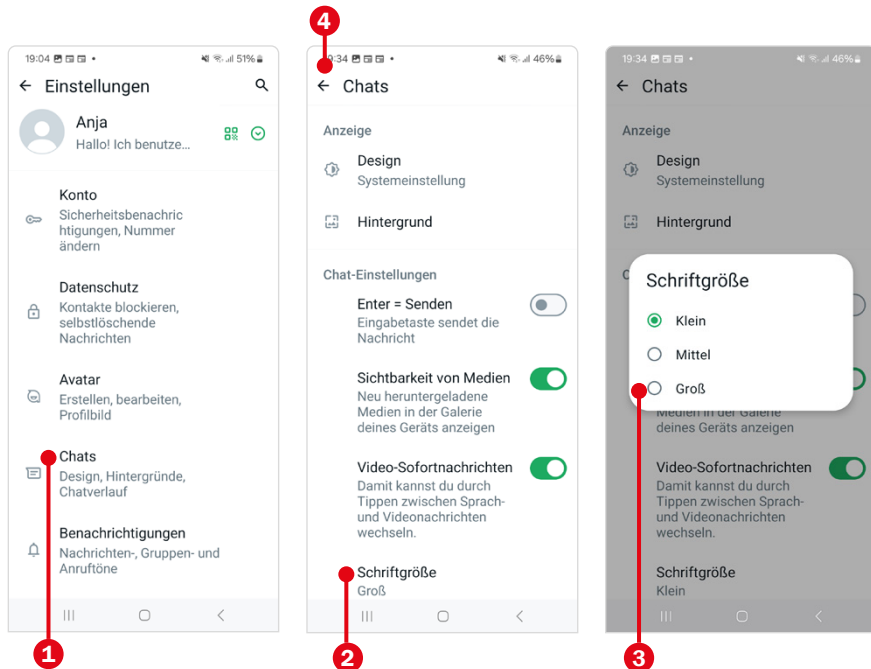 19:04
51%
Einstellungen
Anja
Hallo! Ich benutze...
Konto
Sicherheitsbenachric
htigungen, Nummer
ändern
Datenschutz
Kontakte blockieren,
selbstlöschende
Nachrichten
Avatar
Erstellen, bearbeiten,
Profilbild
Chats
Design, Hintergründe,
Chatverlauf
Benachrichtigungen
Nachrichten-, Gruppen- und
Anruftöne
1
4
:34
46%
Chats
Anzeige
Design
Systemeinstellung
Hintergrund
Chat-Einstellungen
Enter = Senden
Eingabetaste sendet die
Nachricht
Sichtbarkeit von Medien
Neu heruntergeladene
Medien in der Galerie
deines Geräts anzeigen
Video-Sofortnachrichten
Damit kannst du durch
Tippen zwischen Sprach-
und Videonachrichten
wechseln.
Schriftgröße
Groß
2
19:34
46%
Chats
Anzeige
Design
Systemeinstellung
Hintergrund
C
Schriftgröße
Klein
Mittel
Groß
Medien in der Galerie
deines Geräts anzeigen
Video-Sofortnachrichten
Damit kannst du durch
Tippen zwischen Sprach-
und Videonachrichten
wechseln.
Schriftgröße
Klein
3